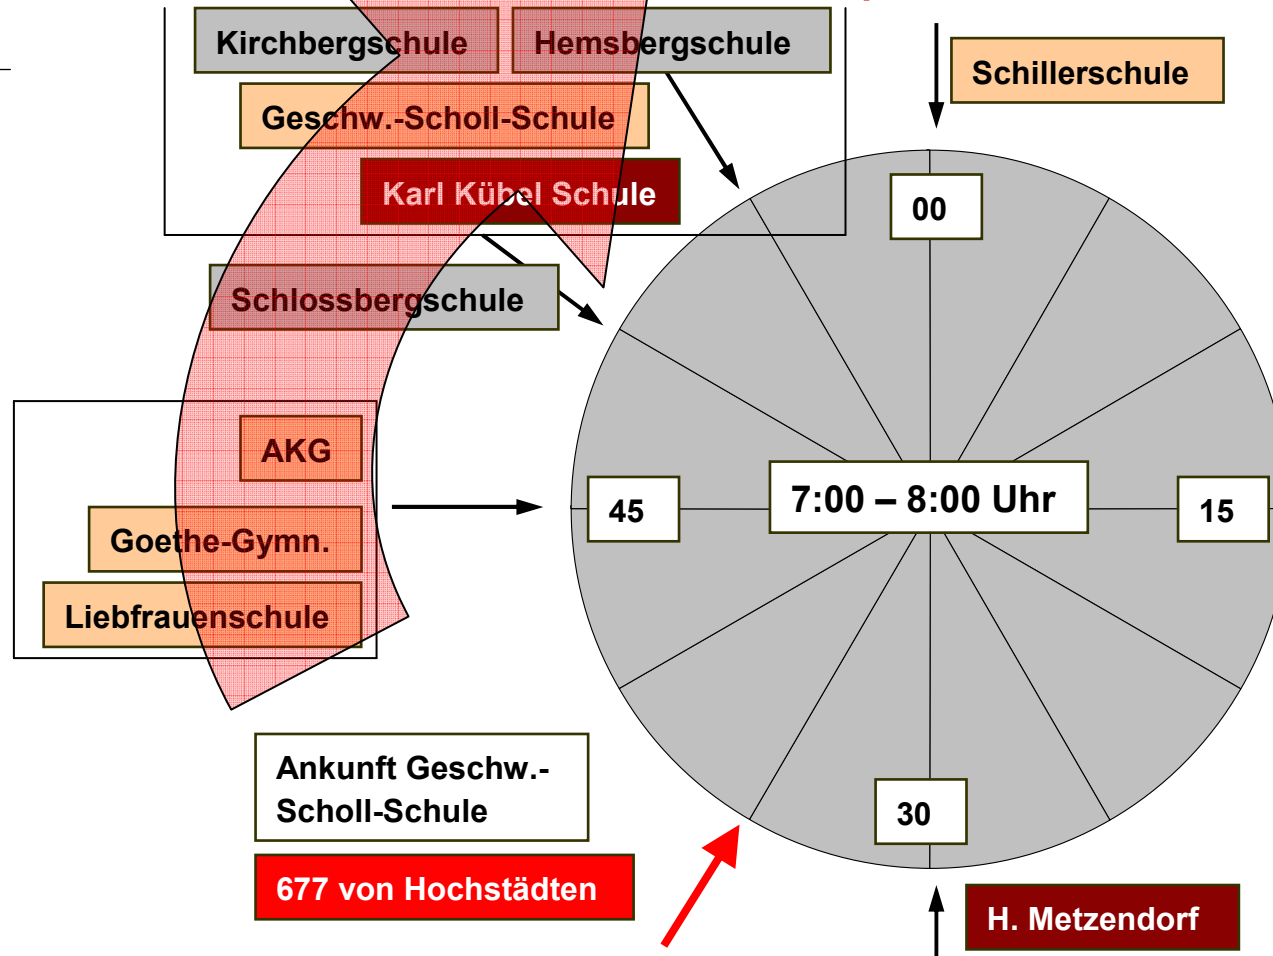 Kirchbergschule
Hemsbergschule
Schillerschule
Geschw.-Scholl-Schule
Karl Kübel Schule
00
Schlossbergschule
AKG
45
7:00 – 8:00 Uhr
15
Goethe-Gymn.
Liebfrauenschule
Ankunft Geschw.-
Scholl-Schule
30
677 von Hochstädten
H. Metzendorf